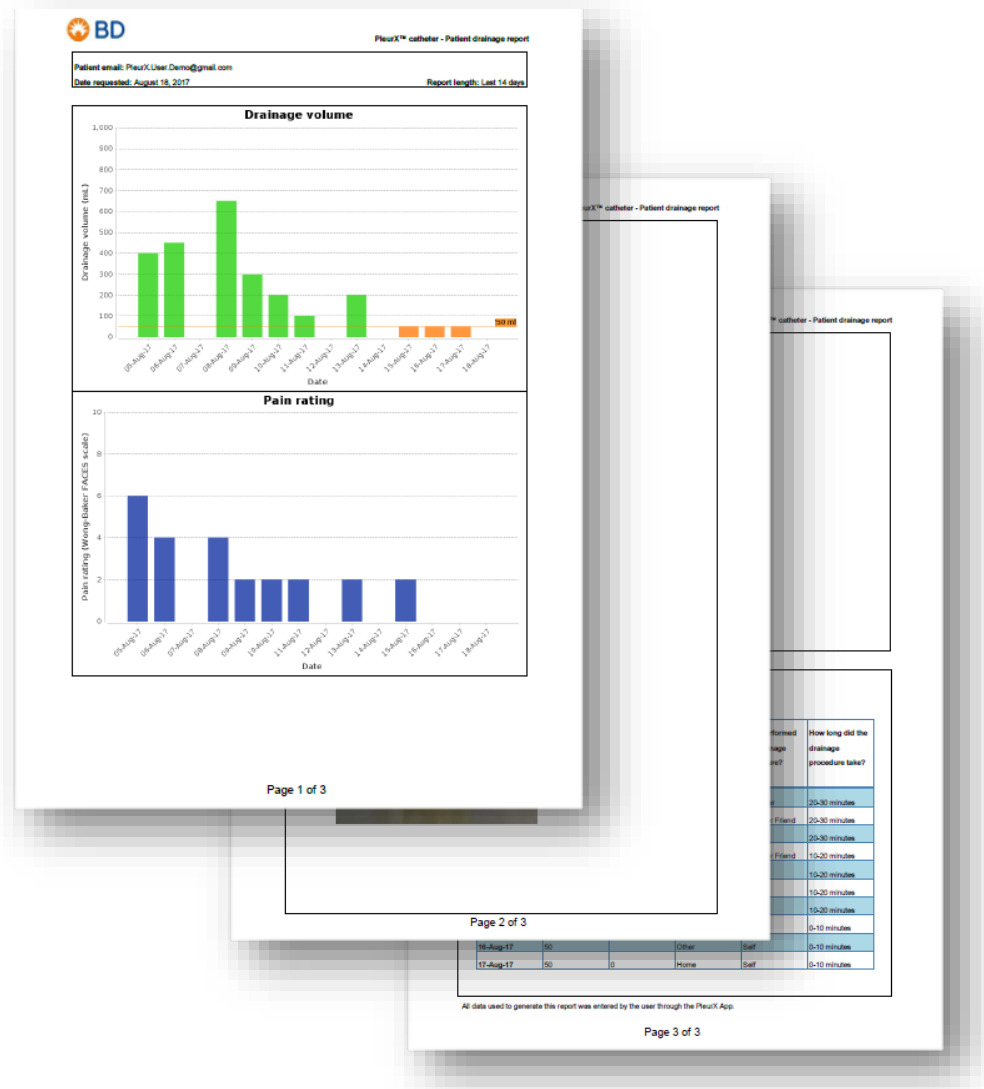 BD
PleurX™ catheter - Patient drainage report
Patient email: PleurX.User.Demo@gmail.com
Date requested: August 18, 2017 Report length: Last 14 days
Drainage volume
1,000
900
800
700
600
500
400
300
200
100
0
Drainage volume (mL)
50 ml
05-Aug-17 06-Aug-17 07-Aug-17 08-Aug-17 09-Aug-17 10-Aug-17 11-Aug-17 12-Aug-17 13-Aug-17 14-Aug-17 15-Aug-17 16-Aug-17 17-Aug-17 18-Aug-17
Date
Pain rating
10
8
6
4
2
0
Pain rating (Wong-Baker FACES scale)
05-Aug-17 06-Aug-17 07-Aug-17 08-Aug-17 09-Aug-17 10-Aug-17 11-Aug-17 12-Aug-17 13-Aug-17 14-Aug-17 15-Aug-17 16-Aug-17 17-Aug-17 18-Aug-17
Date
Page 1 of 3
catheter - Patient drainage report
Page 2 of 3
catheter - Patient drainage report
How long did the
drainage
procedure take?
20-30 minutes
Friend 20-30 minutes
20-30 minutes
Friend 10-20 minutes
10-20 minutes
10-20 minutes
10-20 minutes
0-10 minutes
16-Aug-17 50 Other Self 0-10 minutes
17-Aug-17 50 0 Home Self 0-10 minutes
All data used to generate this report was entered by the user through the PleurX App.
Page 3 of 3